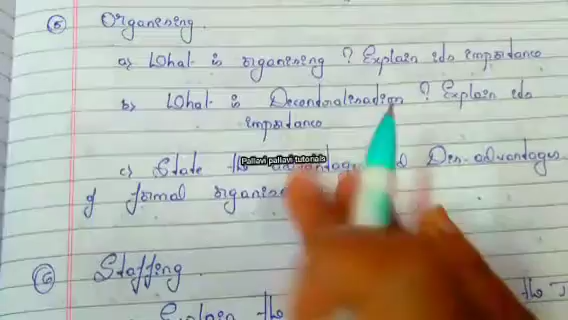 ⑤ Organising.
a) What is organising ? Explain its importance
b) What is Decentralisation ? Explain its
importance
Pallavi pallavi tutorials
c) State the advantages Dis-advantages
of formal
⑥ Staffing.
Explain the the